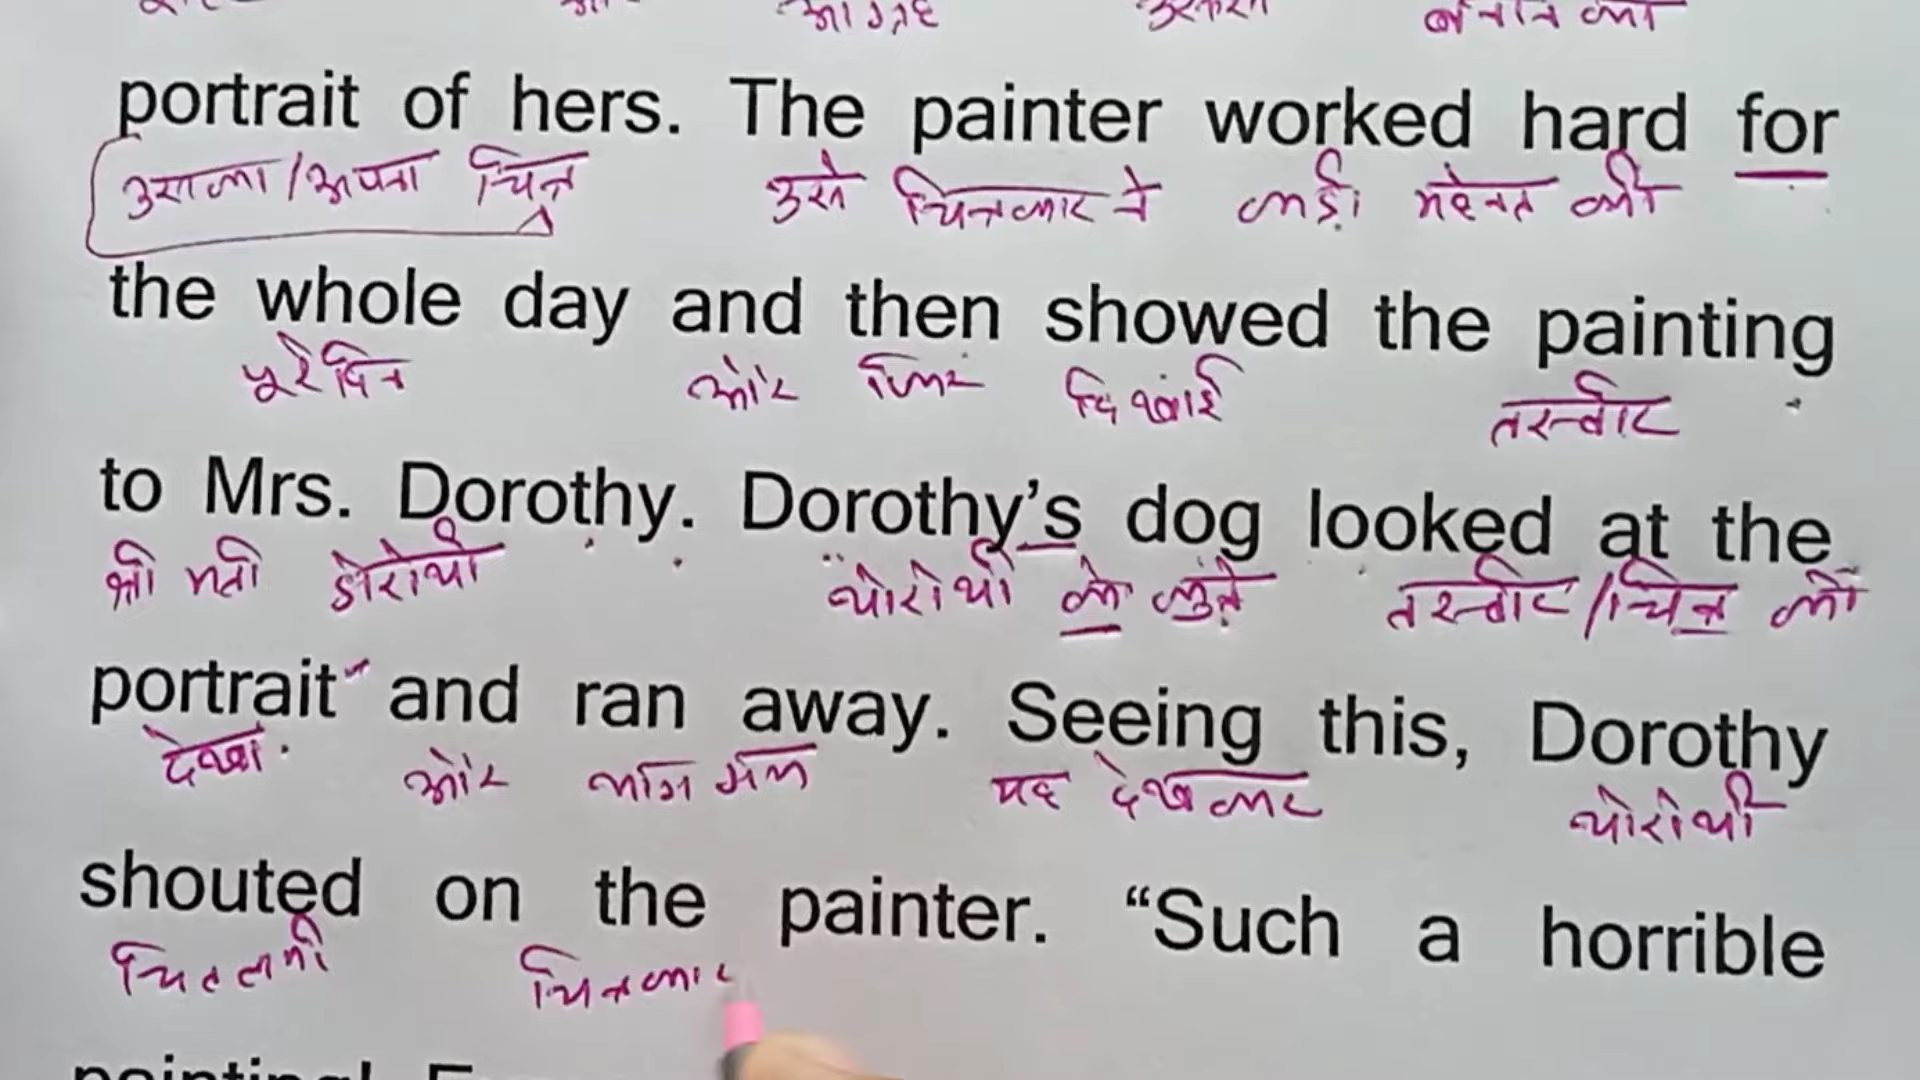 portrait of hers. The painter worked hard for
उसका/अपना चित्र उस चित्रकार ने कड़ी मेहनत की
the whole day and then showed the painting
पूरे दिन और फिर दिखाई तस्वीर
to Mrs. Dorothy. Dorothy's dog looked at the
श्री मती डोरोथी डोरोथी के कुत्ते तस्वीर/चित्र को
portrait and ran away. Seeing this, Dorothy
देखा और भाग गया यह देखकर डोरोथी
shouted on the painter. "Such a horrible
चिल्लायी चित्रकार
painting!